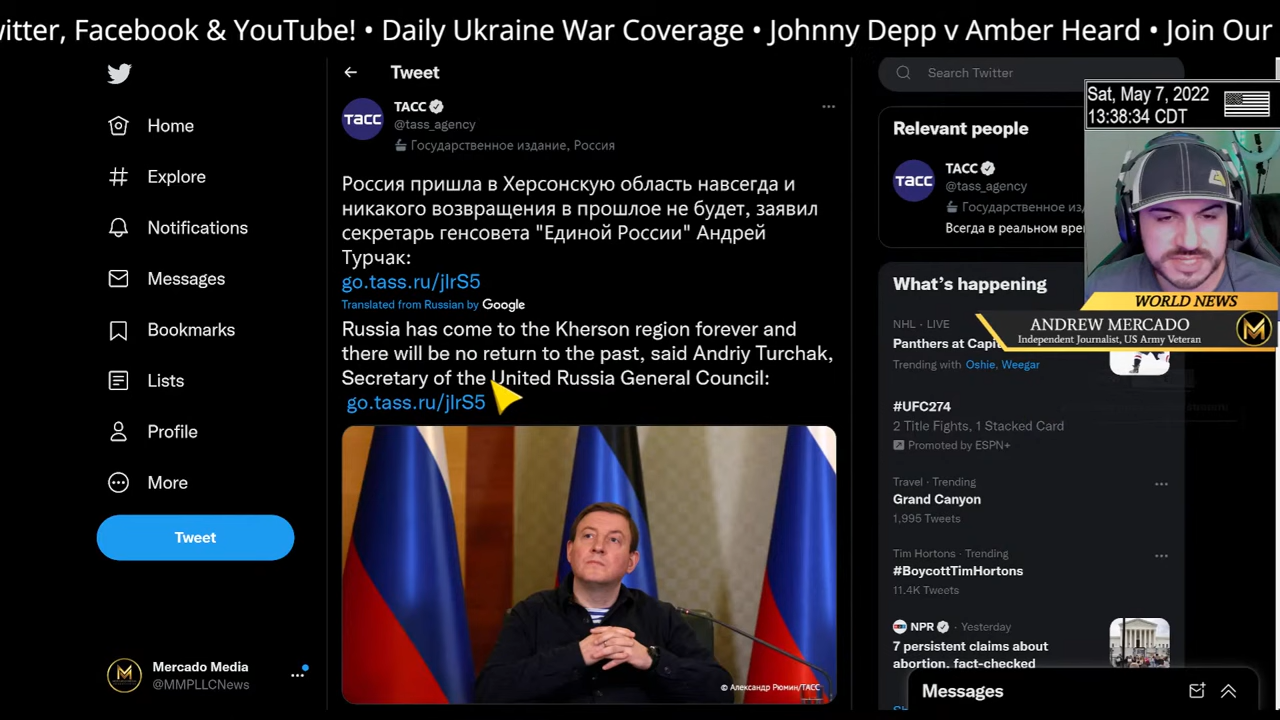 witter, Facebook & YouTube! • Daily Ukraine War Coverage • Johnny Depp v Amber Heard • Join Our
Home
Explore
Notifications
Messages
Bookmarks
Lists
Profile
More
Tweet
Mercado Media
@MMPLLCNews
Tweet
ТАСС
ТАСС
@tass_agency
Государственное издание, Россия
Россия пришла в Херсонскую область навсегда и
никакого возвращения в прошлое не будет, заявил
секретарь генсовета "Единой России" Андрей
Турчак:
go.tass.ru/jIrS5
Translated from Russian by Google
Russia has come to the Kherson region forever and
there will be no return to the past, said Andriy Turchak,
Secretary of the United Russia General Council:
go.tass.ru/jIrS5
© Александр Рюмин/ТАСС
Search Twitter
Sat, May 7, 2022
13:38:34 CDT
Relevant people
ТАСС
ТАСС
@tass_agency
Государственное изд
Всегда в реальном врем
What's happening
WORLD NEWS
ANDREW MERCADO
Independent Journalist, US Army Veteran
NHL · LIVE
Panthers at Capi
Trending with Oshie, Weegar
#UFC274
2 Title Fights, 1 Stacked Card
Promoted by ESPN+
Travel · Trending
Grand Canyon
1,995 Tweets
Tim Hortons · Trending
#BoycottTimHortons
11.4K Tweets
NPR · Yesterday
7 persistent claims about
abortion, fact-checked
Messages